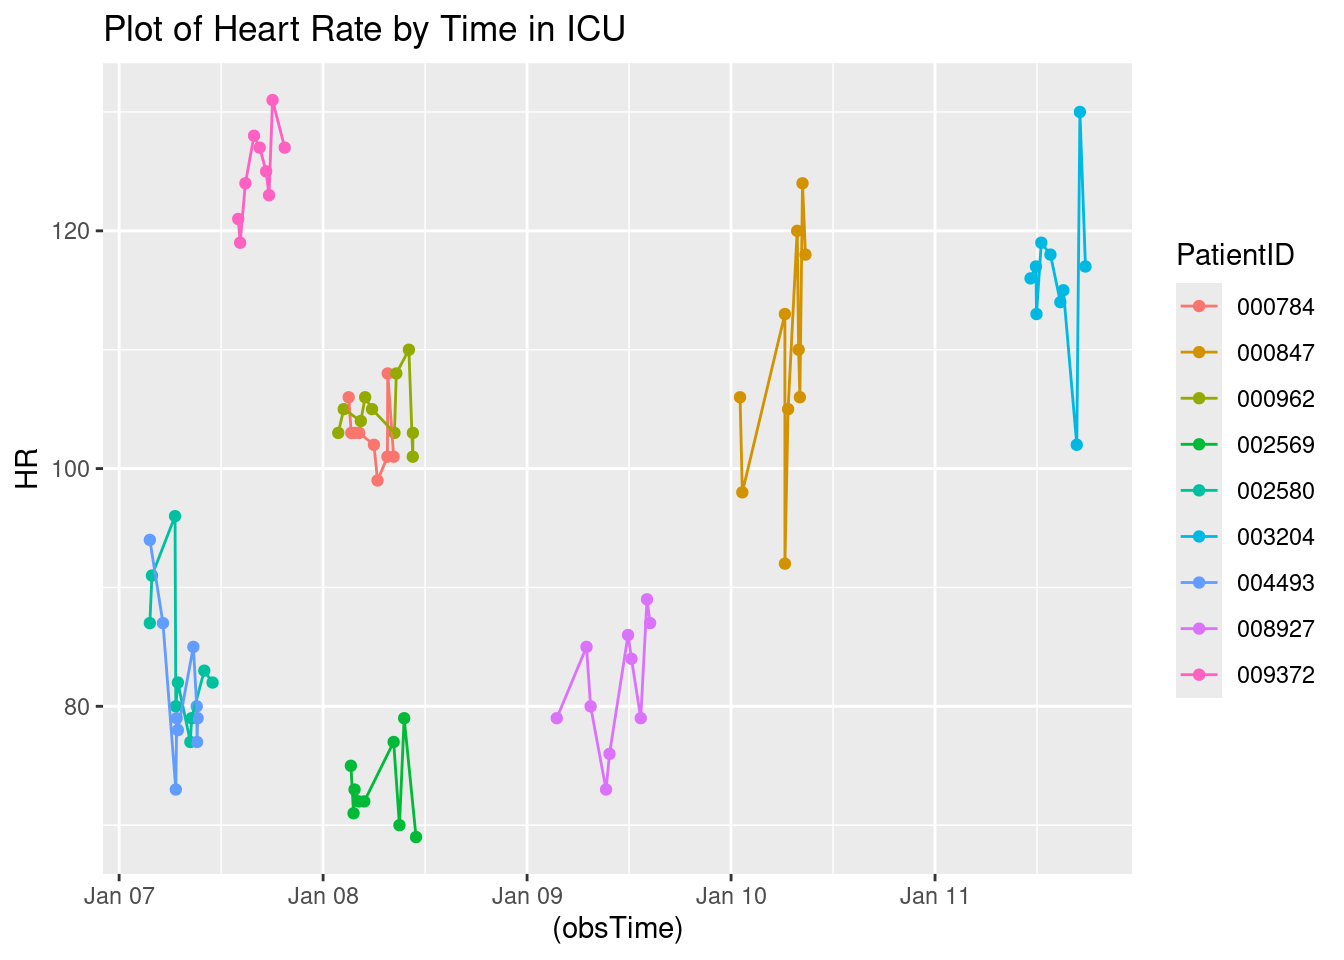 Plot of Heart Rate by Time in ICU
HR
120
100
80
Jan 07
Jan 08
Jan 09
Jan 10
Jan 11
(obsTime)
PatientID
000784
000847
000962
002569
002580
003204
004493
008927
009372